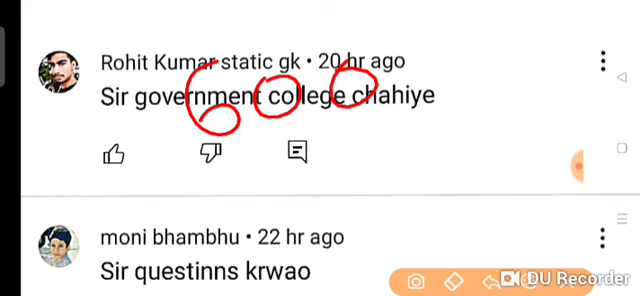 Rohit Kumar static gk • 20 hr ago
Sir government college chahiye
600
moni bhambhu • 22 hr ago
Sir questinns krwao
DU Recorder